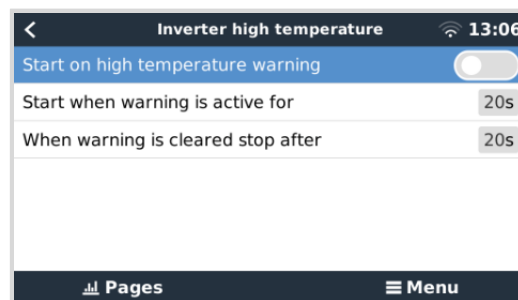 Inverter high temperature 13:06
Start on high temperature warning
Start when warning is active for 20s
When warning is cleared stop after 20s
Pages Menu